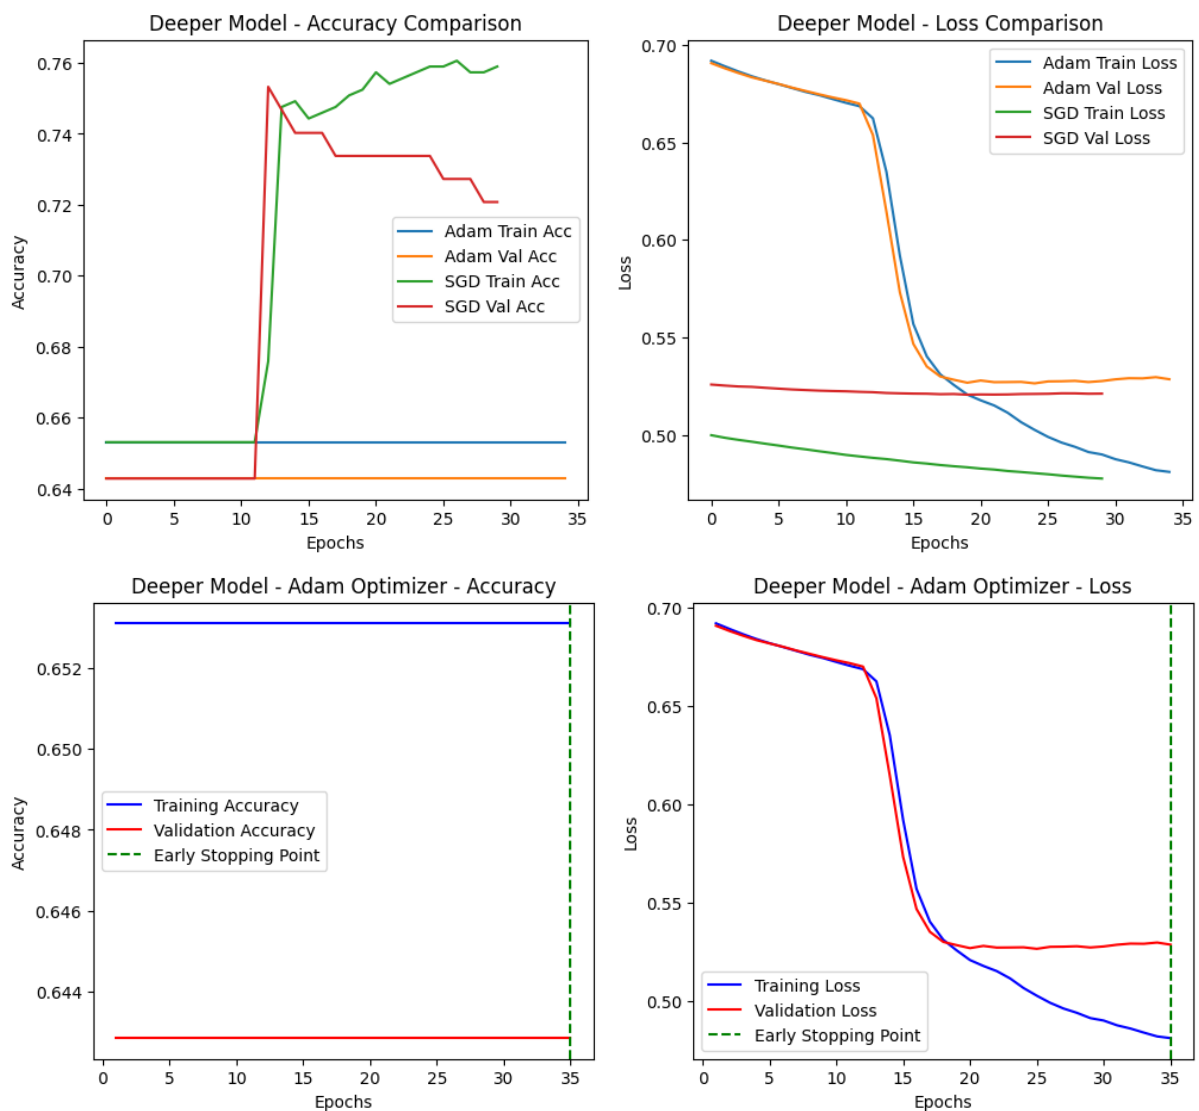 Deeper Model - Accuracy Comparison
0.76
0.74
0.72
0.70
0.68
0.66
0.64
Accuracy
Adam Train Acc
Adam Val Acc
SGD Train Acc
SGD Val Acc
0 5 10 15 20 25 30 35
Epochs
Deeper Model - Loss Comparison
0.70
0.65
0.60
0.55
0.50
Loss
Adam Train Loss
Adam Val Loss
SGD Train Loss
SGD Val Loss
0 5 10 15 20 25 30 35
Epochs
Deeper Model - Adam Optimizer - Accuracy
0.652
0.650
0.648
0.646
0.644
Accuracy
Training Accuracy
Validation Accuracy
Early Stopping Point
0 5 10 15 20 25 30 35
Epochs
Deeper Model - Adam Optimizer - Loss
0.70
0.65
0.60
0.55
0.50
Loss
Training Loss
Validation Loss
Early Stopping Point
0 5 10 15 20 25 30 35
Epochs